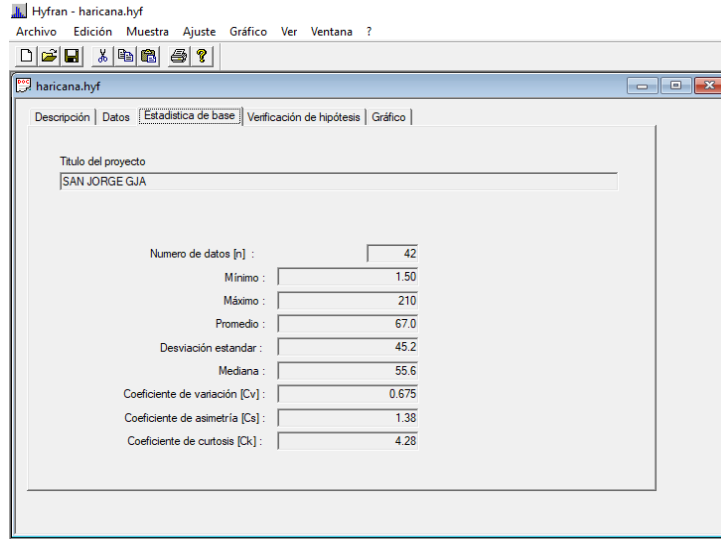 Hyfran - haricana.hyf
Archivo Edición Muestra Ajuste Gráfico Ver Ventana ?
haricana.hyf
Descripción Datos Estadistica de base Verificación de hipótesis Gráfico
Titulo del proyecto
SAN JORGE GJA
Numero de datos [n] : 42
Mínimo : 1.50
Máximo : 210
Promedio : 67.0
Desviación estandar : 45.2
Mediana : 55.6
Coeficiente de variación [Cv] : 0.675
Coeficiente de asimetría [Cs] : 1.38
Coeficiente de curtosis [Ck] : 4.28